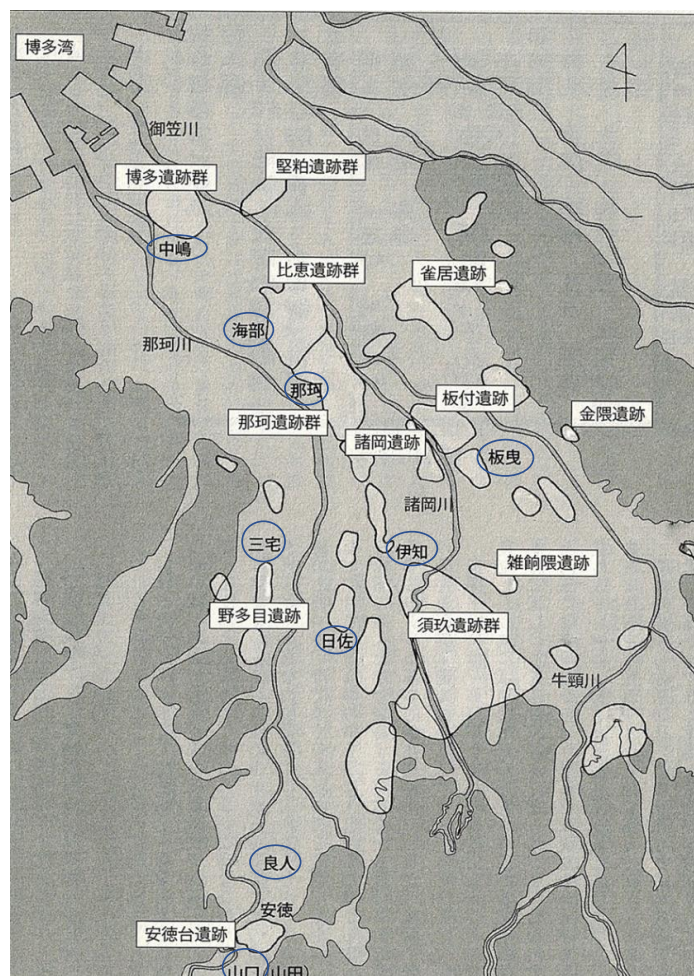 博多湾
御笠川
博多遺跡群
堅粕遺跡群
中嶋
比恵遺跡群
雀居遺跡
海部
那珂川
那珂
板付遺跡
金隈遺跡
那珂遺跡群
諸岡遺跡
板曳
諸岡川
三宅
伊知
雑餉隈遺跡
野多目遺跡
須玖遺跡群
日佐
牛頸川
良人
安徳
安徳台遺跡
山口(山田)